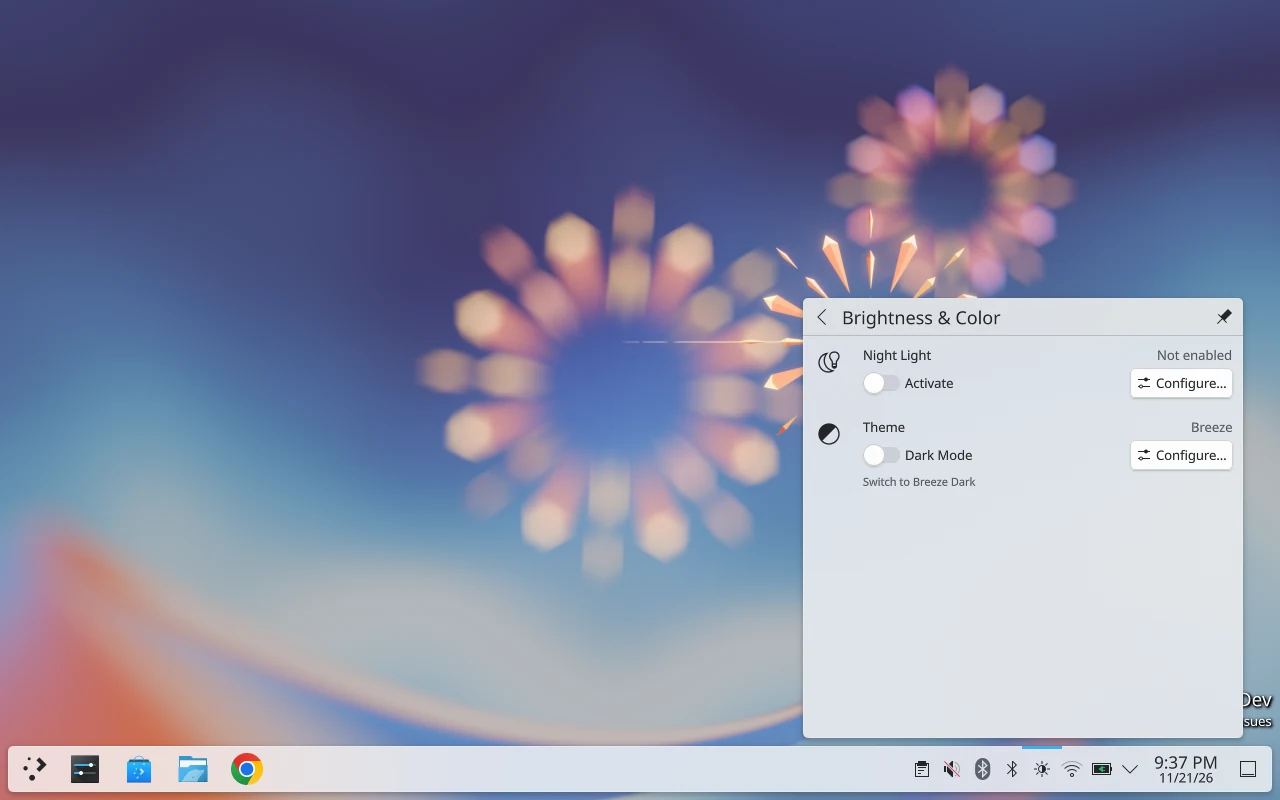 Brightness & Color
Night Light
Not enabled
Activate
Configure...
Theme
Breeze
Dark Mode
Configure...
Switch to Breeze Dark
Dev
sues
9:37 PM
11/21/26